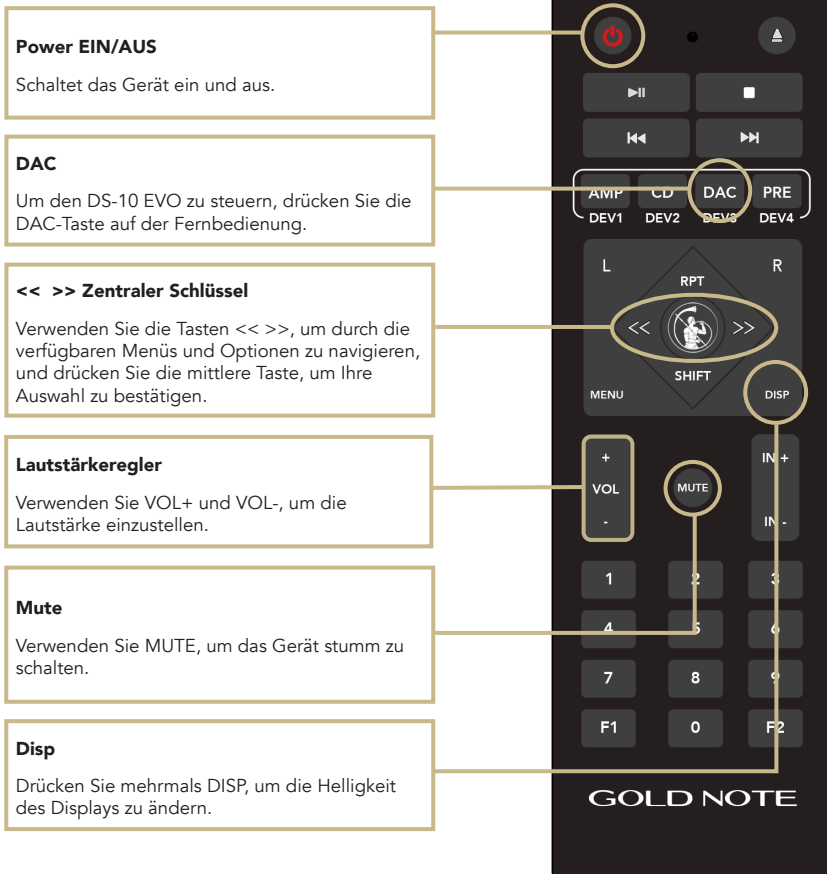 Power EIN/AUS
Schaltet das Gerät ein und aus.
DAC
Um den DS-10 EVO zu steuern, drücken Sie die
DAC-Taste auf der Fernbedienung.
<< >> Zentraler Schlüssel
Verwenden Sie die Tasten << >>, um durch die
verfügbaren Menüs und Optionen zu navigieren,
und drücken Sie die mittlere Taste, um Ihre
Auswahl zu bestätigen.
Lautstärkeregler
Verwenden Sie VOL+ und VOL-, um die
Lautstärke einzustellen.
Mute
Verwenden Sie MUTE, um das Gerät stumm zu
schalten.
Disp
Drücken Sie mehrmals DISP, um die Helligkeit
des Displays zu ändern.
AMP CD DAC PRE
DEV1 DEV2 DEV3 DEV4
L R
RPT
<< >>
SHIFT
MENU DISP
+ IN +
VOL MUTE
- IN -
1 2 3
4 5 6
7 8 9
F1 0 F2
GOLD NOTE